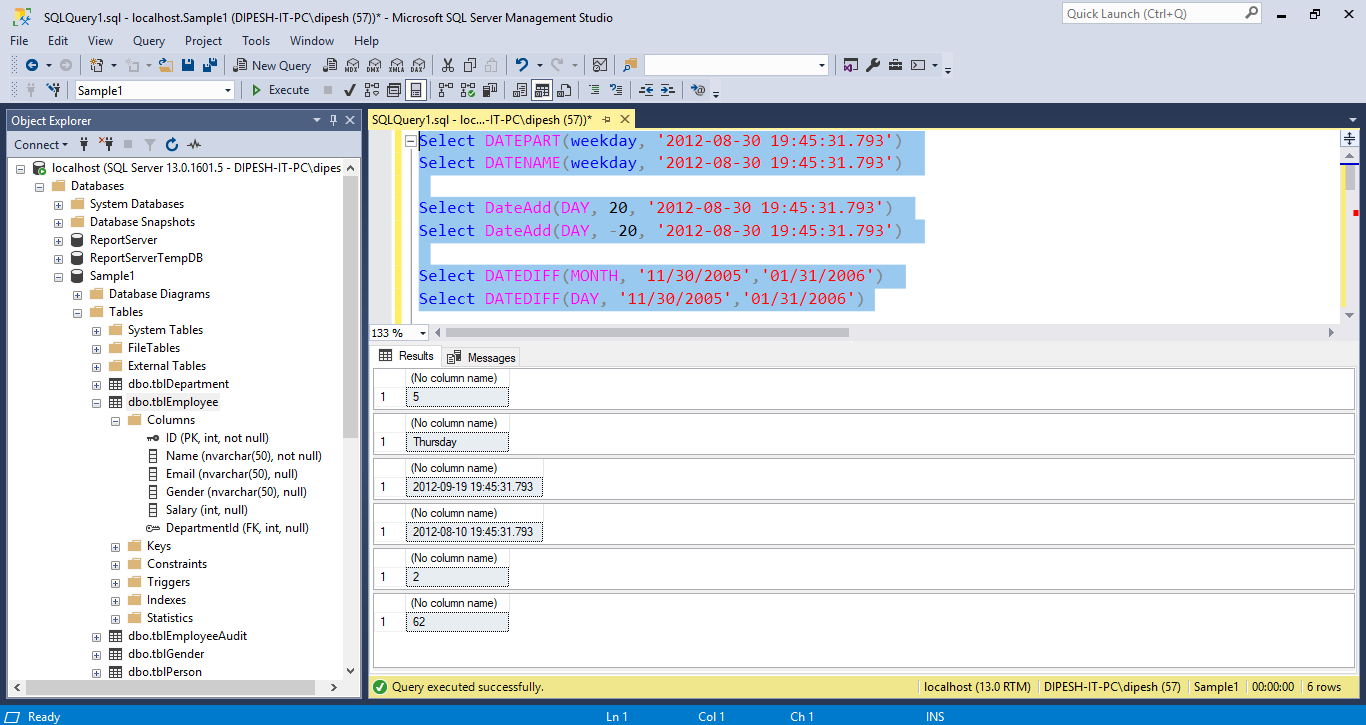 SQLQuery1.sql - localhost.Sample1 (DIPESH-IT-PC\dipesh (57))* - Microsoft SQL Server Management Studio
Quick Launch (Ctrl+Q)
File Edit View Query Project Tools Window Help
New Query MDX DMX XMLA DAX
Sample1 Execute
Object Explorer
Connect
localhost (SQL Server 13.0.1601.5 - DIPESH-IT-PC\dipes
Databases
System Databases
Database Snapshots
ReportServer
ReportServerTempDB
Sample1
Database Diagrams
Tables
System Tables
FileTables
External Tables
dbo.tblDepartment
dbo.tblEmployee
Columns
ID (PK, int, not null)
Name (nvarchar(50), not null)
Email (nvarchar(50), null)
Gender (nvarchar(50), null)
Salary (int, null)
DepartmentId (FK, int, null)
Keys
Constraints
Triggers
Indexes
Statistics
dbo.tblEmployeeAudit
dbo.tblGender
dbo.tblPerson
SQLQuery1.sql - loc...-IT-PC\dipesh (57))*
Select DATEPART(weekday, '2012-08-30 19:45:31.793')
Select DATENAME(weekday, '2012-08-30 19:45:31.793')
Select DateAdd(DAY, 20, '2012-08-30 19:45:31.793')
Select DateAdd(DAY, -20, '2012-08-30 19:45:31.793')
Select DATEDIFF(MONTH, '11/30/2005','01/31/2006')
Select DATEDIFF(DAY, '11/30/2005','01/31/2006')
133 %
Results Messages
(No column name)
1 5
(No column name)
1 Thursday
(No column name)
1 2012-09-19 19:45:31.793
(No column name)
1 2012-08-10 19:45:31.793
(No column name)
1 2
(No column name)
1 62
Query executed successfully. localhost (13.0 RTM) DIPESH-IT-PC\dipesh (57) Sample1 00:00:00 6 rows
Ready Ln 1 Col 1 Ch 1 INS